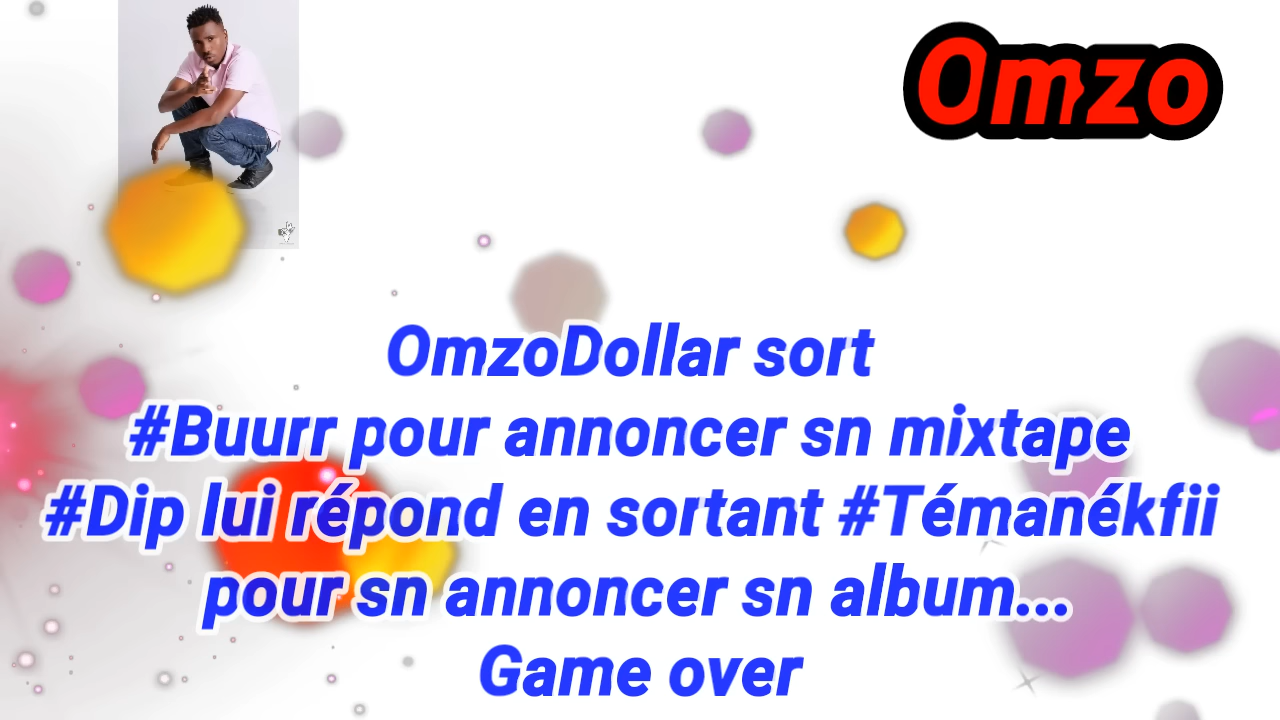 Omzo
OmzoDollar sort
#Buurr pour annoncer sn mixtape
#Dip lui répond en sortant #Témanékfii
pour sn annoncer sn album...
Game over